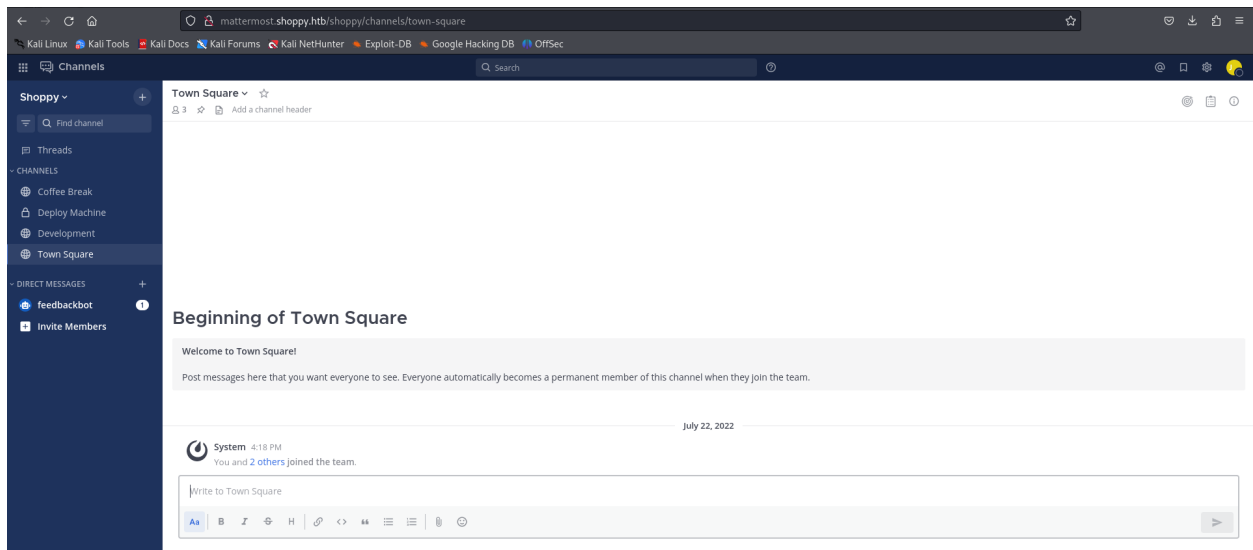 mattermost.shoppy.htb/shoppy/channels/town-square
Kali Linux Kali Tools Kali Docs Kali Forums Kali NetHunter Exploit-DB Google Hacking DB OffSec
Channels
Search
Shoppy
Town Square
3 Add a channel header
Find channel
Threads
CHANNELS
Coffee Break
Deploy Machine
Development
Town Square
DIRECT MESSAGES
feedbackbot 1
Invite Members
Beginning of Town Square
Welcome to Town Square!
Post messages here that you want everyone to see. Everyone automatically becomes a permanent member of this channel when they join the team.
July 22, 2022
System 4:18 PM
You and 2 others joined the team.
Write to Town Square
Aa B I S H